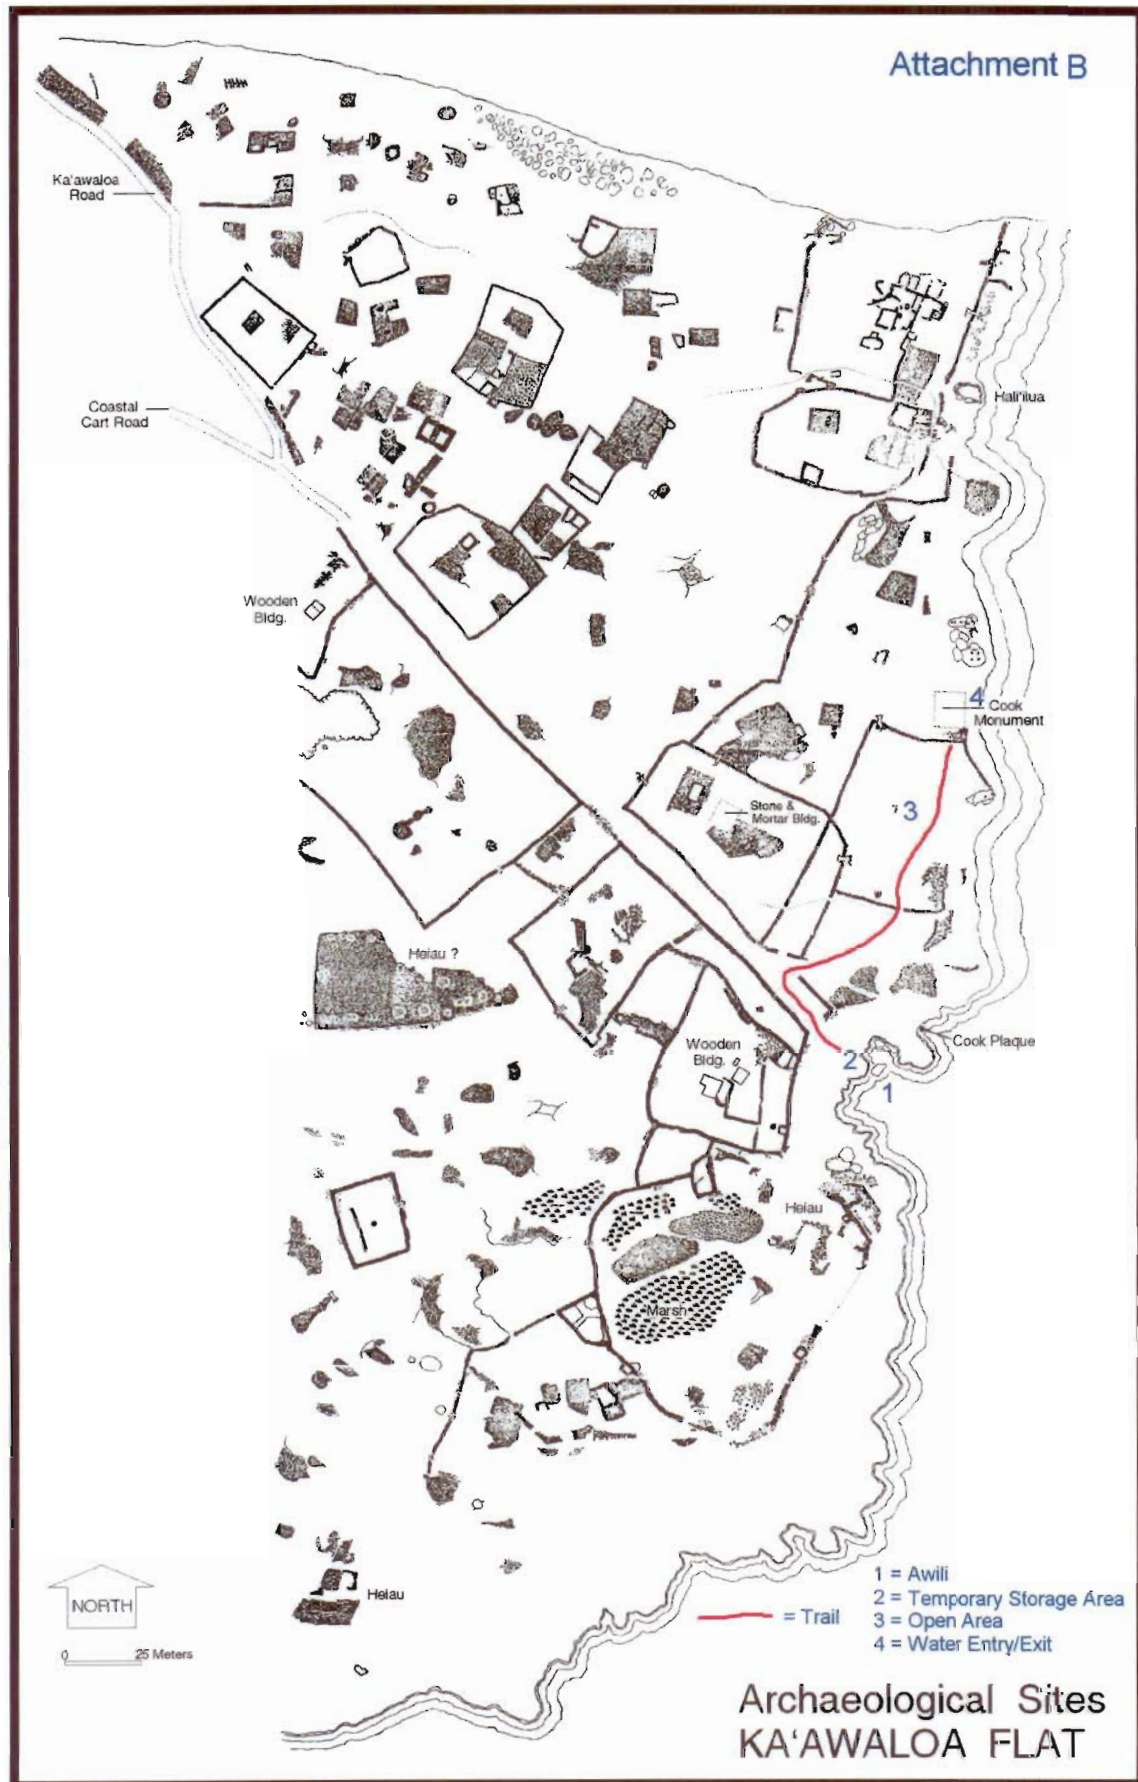 Attachment B
Ka'awaloa
Road
Coastal
Cart Road
Hali'ilua
Wooden
Bldg.
4
Cook
Monument
3
Stone &
Mortar Bldg.
Heiau ?
Cook Plaque
Wooden
Bldg.
2
1
Heiau
Marsh
Heiau
NORTH
0 25 Meters
= Trail
1 = Awili
2 = Temporary Storage Area
3 = Open Area
4 = Water Entry/Exit
Archaeological Sites
KA'AWALOA FLAT